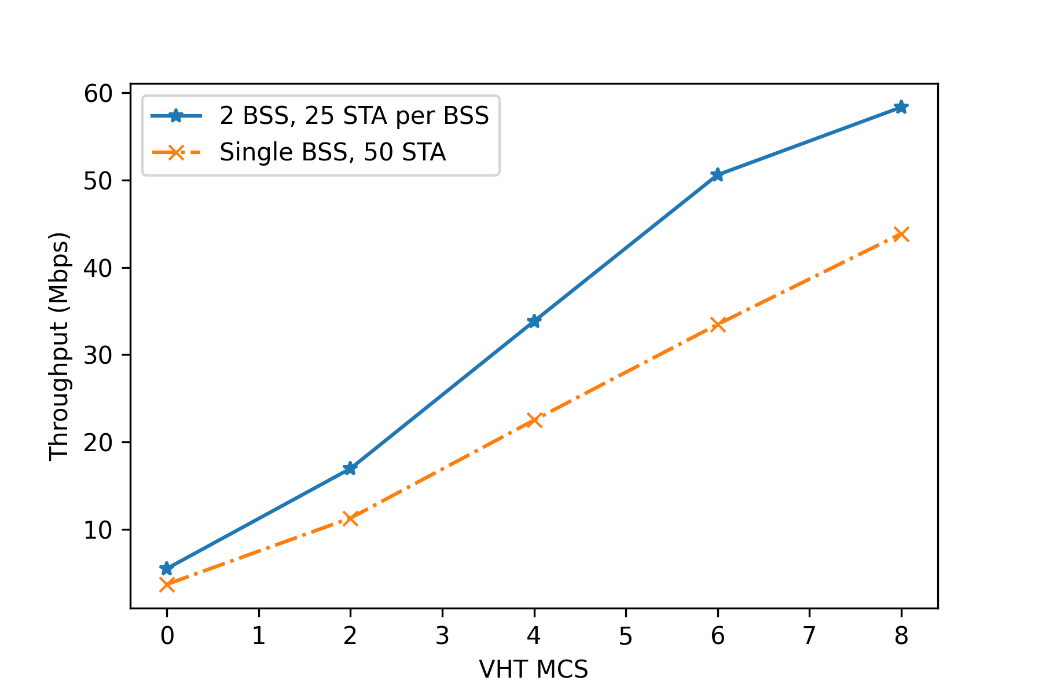 2 BSS, 25 STA per BSS
Single BSS, 50 STA
60
50
40
30
20
10
Throughput (Mbps)
0 1 2 3 4 5 6 7 8
VHT MCS